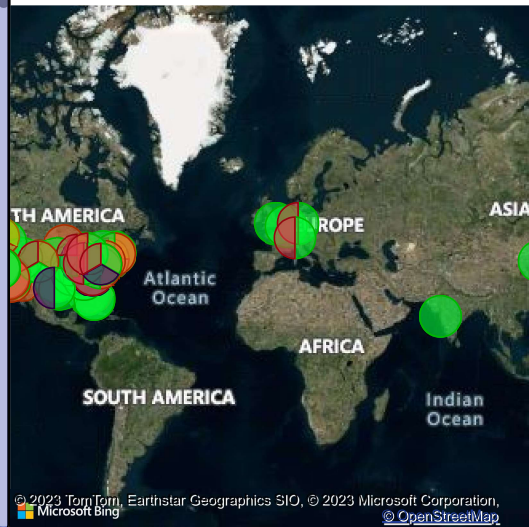 TH AMERICA
ROPE
ASIA
Atlantic
Ocean
AFRICA
SOUTH AMERICA
Indian
Ocean
© 2023 TomTom, Earthstar Geographics SIO, © 2023 Microsoft Corporation,
Microsoft Bing
© OpenStreetMap